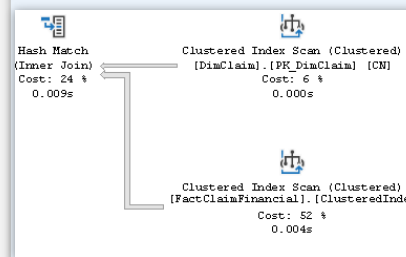 Hash Match
(Inner Join)
Cost: 24 %
0.009s
Clustered Index Scan (Clustered)
[DimClaim].[PK_DimClaim] [CN]
Cost: 6 %
0.000s
Clustered Index Scan (Clustered)
[FactClaimFinancial].[ClusteredInde
Cost: 52 %
0.004s